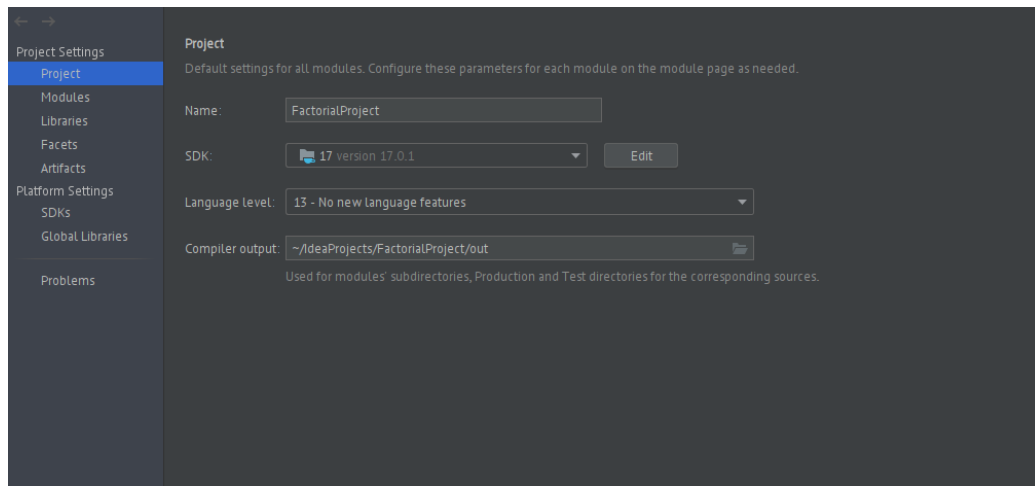 Project Settings
Project
Modules
Libraries
Facets
Artifacts
Platform Settings
SDKs
Global Libraries
Problems
Project
Default settings for all modules. Configure these parameters for each module on the module page as needed.
Name: FactorialProject
SDK: 17 version 17.0.1 Edit
Language level: 13 - No new language features
Compiler output: ~/IdeaProjects/FactorialProject/out
Used for modules' subdirectories, Production and Test directories for the corresponding sources.